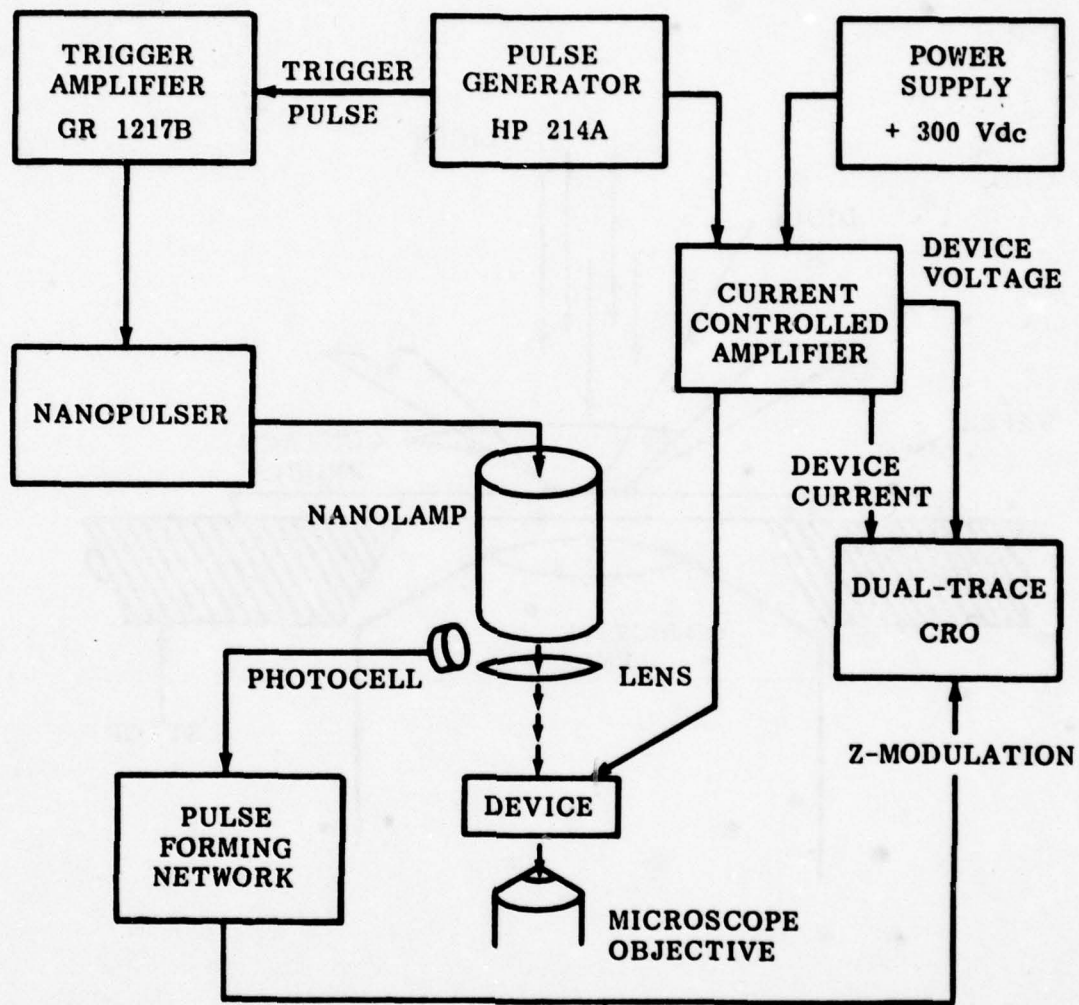 TRIGGER
AMPLIFIER
GR 1217B
TRIGGER
PULSE
PULSE
GENERATOR
HP 214A
POWER
SUPPLY
+ 300 Vdc
DEVICE
VOLTAGE
CURRENT
CONTROLLED
AMPLIFIER
NANOPULSER
DEVICE
CURRENT
NANOLAMP
DUAL-TRACE
CRO
PHOTOCELL
LENS
Z-MODULATION
PULSE
FORMING
NETWORK
DEVICE
MICROSCOPE
OBJECTIVE